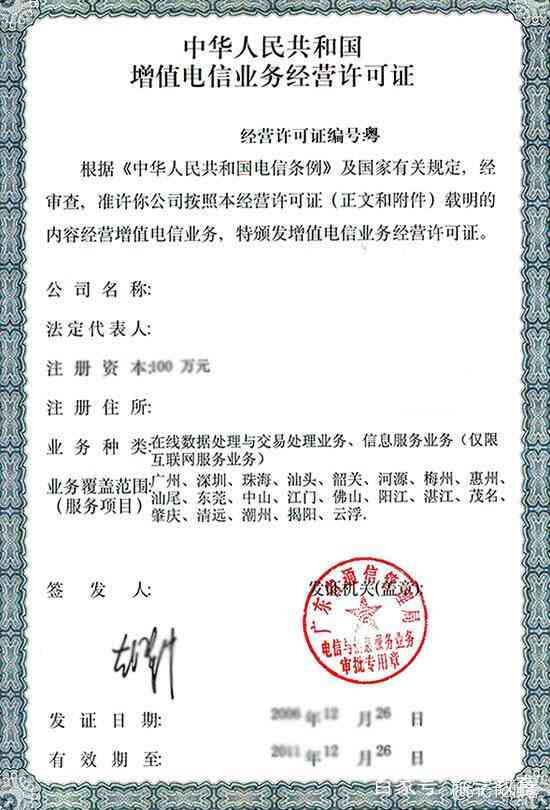 中华人民共和国
增值电信业务经营许可证
经营许可证编号:粤
根据《中华人民共和国电信条例》及国家有关规定，经
审查，准许你公司按照本经营许可证（正文和附件）载明的
内容经营增值电信业务，特颁发增值电信业务经营许可证。
公司名称:
法定代表人:
注册资本:100 万元
注册住所:
业务种类:在线数据处理与交易处理业务、信息服务业务（仅限
互联网服务业务）
业务覆盖范围:广州、深圳、珠海、汕头、韶关、河源、梅州、惠州、
（服务项目）汕尾、东莞、中山、江门、佛山、阳江、湛江、茂名、
肇庆、清远、潮州、揭阳、云浮.
签发人:
发证机关(盖章):
广东省通信管理局
电信与信息服务业务
审批专用章
发证日期: 2006 年 12 月 26 日
有效期至: 2011 年 12 月 26 日
百家号